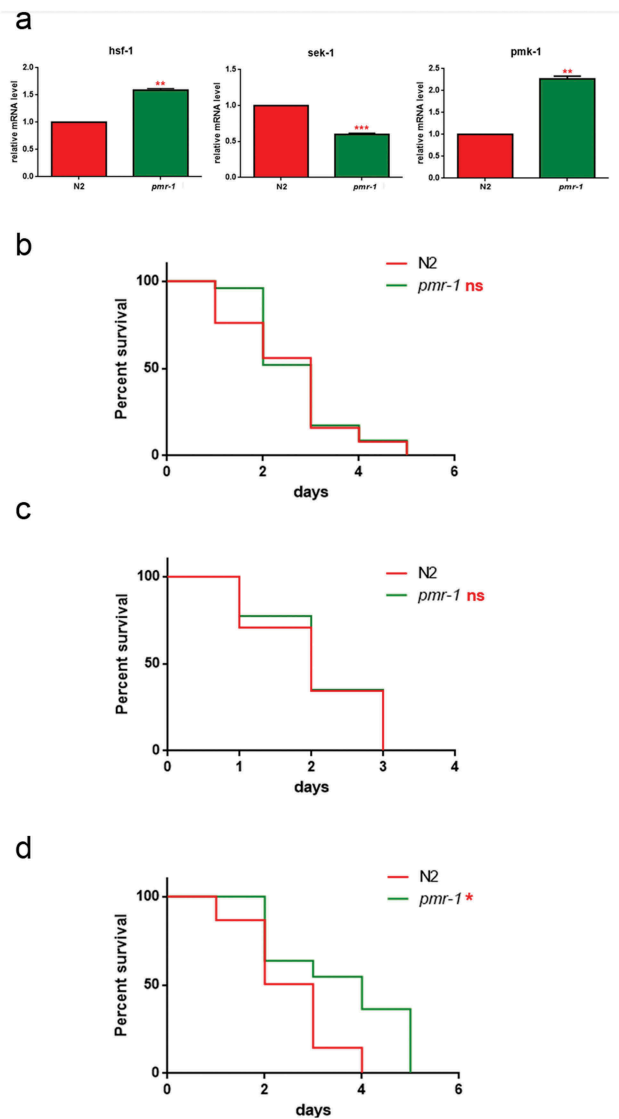 a
hsf-1
relative mRNA level
2.0
1.5
1.0
0.5
0.0
**
N2
pmr-1
sek-1
relative mRNA level
1.5
1.0
0.5
0.0
***
N2
pmr-1
pmk-1
relative mRNA level
2.5
2.0
1.5
1.0
0.5
0.0
**
N2
pmr-1
b
N2
pmr-1 ns
Percent survival
100
50
0
0 2 4 6
days
c
N2
pmr-1 ns
Percent survival
100
50
0
0 1 2 3 4
days
d
N2
pmr-1 *
Percent survival
100
50
0
0 2 4 6
days